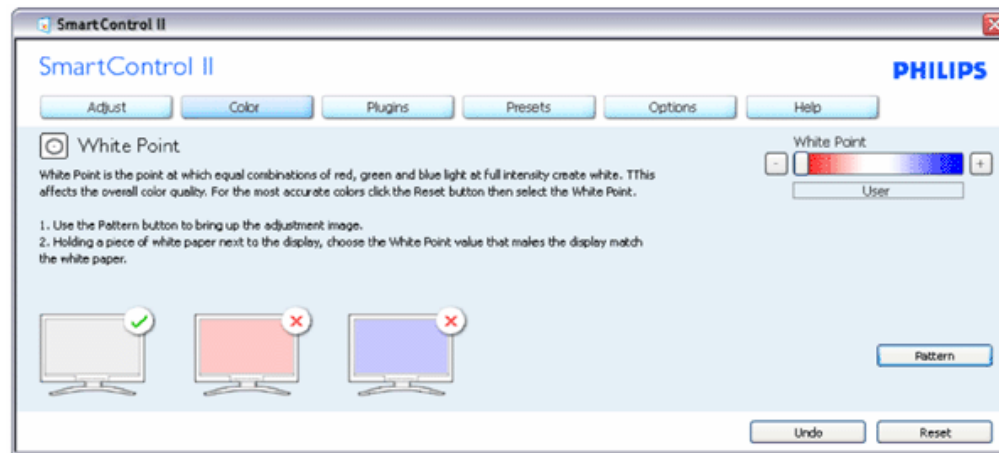 SmartControl II
SmartControl II
PHILIPS
Adjust Color Plugins Presets Options Help
White Point
White Point is the point at which equal combinations of red, green and blue light at full intensity create white. TThis
affects the overall color quality. For the most accurate colors click the Reset button then select the White Point.
1. Use the Pattern button to bring up the adjustment image.
2. Holding a piece of white paper next to the display, choose the White Point value that makes the display match
the white paper.
White Point
- +
User
Pattern
Undo Reset